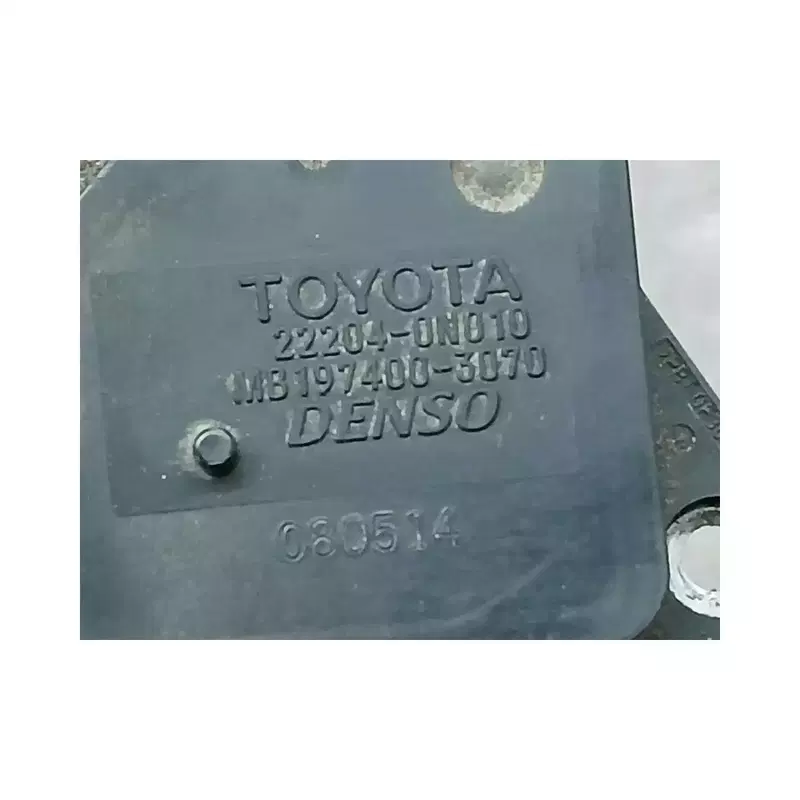 TOYOTA
22204-0N010
MB197400-3070
DENSO
080514